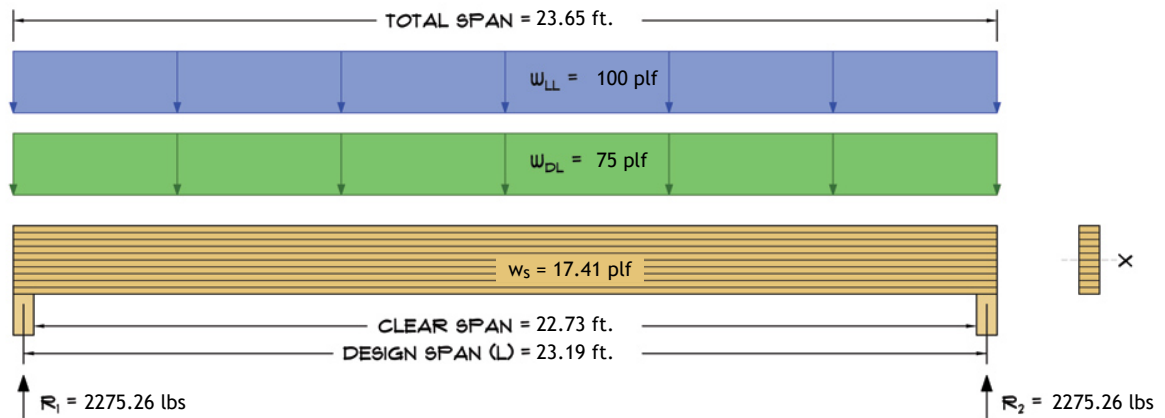 TOTAL SPAN = 23.65 ft.
wLL = 100 plf
wDL = 75 plf
ws = 17.41 plf
X
CLEAR SPAN = 22.73 ft.
DESIGN SPAN (L) = 23.19 ft.
R1 = 2275.26 lbs
R2 = 2275.26 lbs